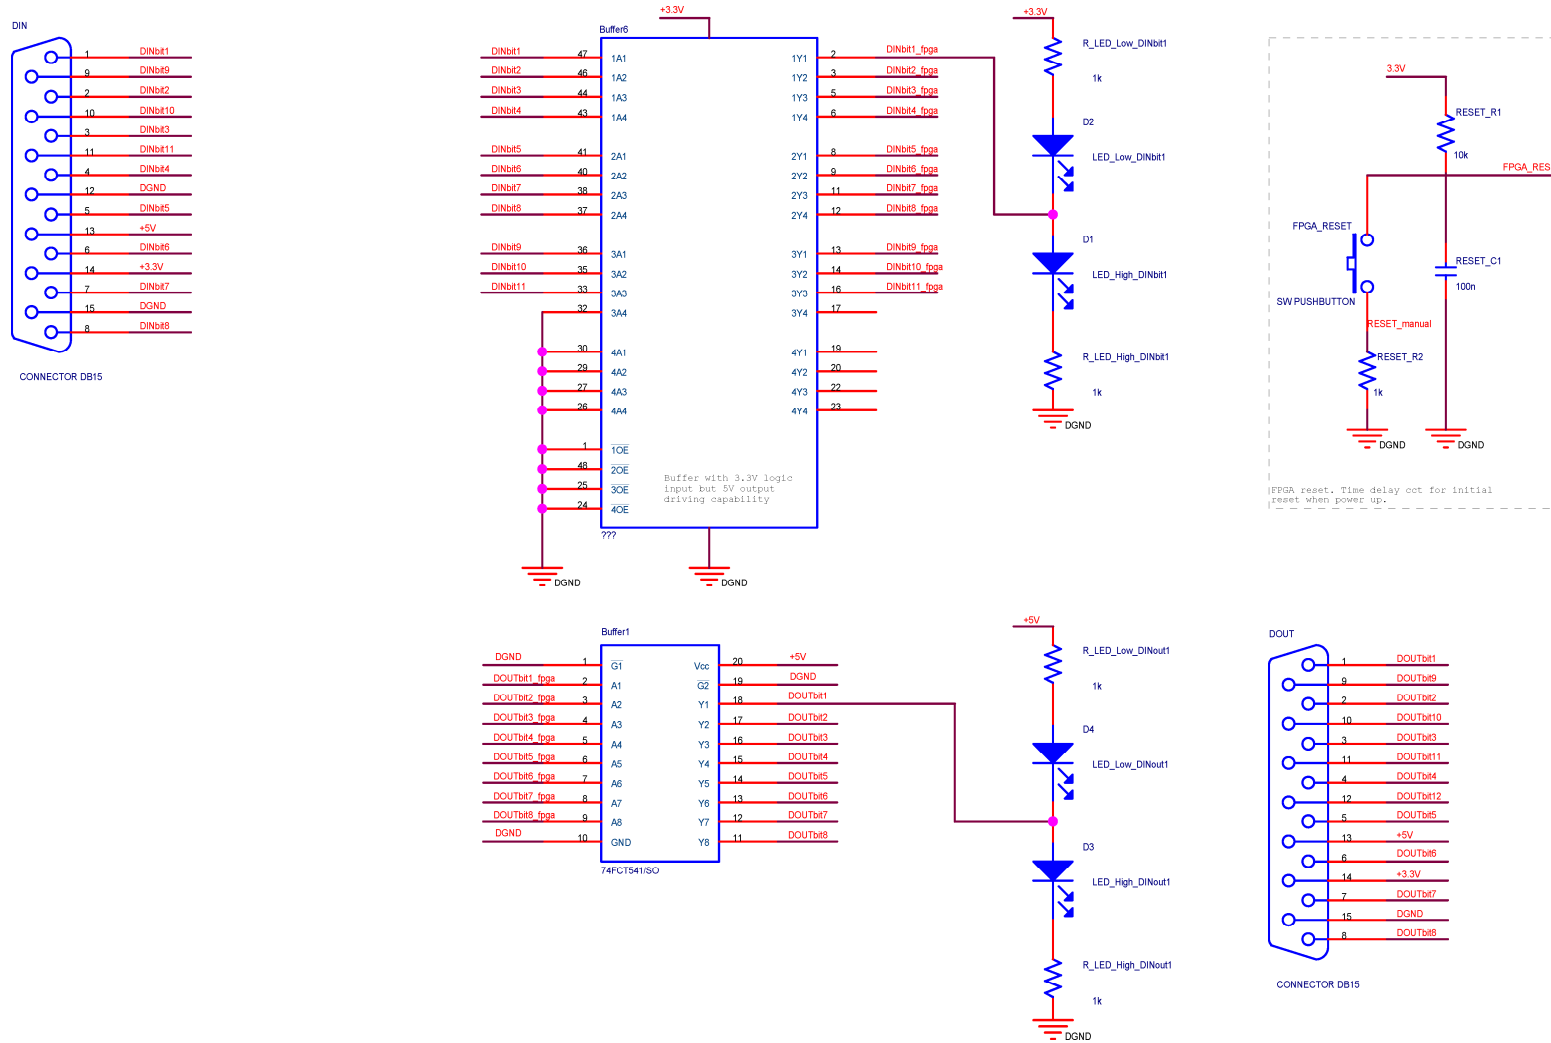 DIN
1 DINbit1
9 DINbit9
2 DINbit2
10 DINbit10
3 DINbit3
11 DINbit11
4 DINbit4
12 DGND
5 DINbit5
13 +5V
6 DINbit6
14 +3.3V
7 DINbit7
15 DGND
8 DINbit8
CONNECTOR DB15
+3.3V
Buffer6
DINbit1 47 1A1 1Y1 2 DINbit1_fpga
DINbit2 46 1A2 1Y2 3 DINbit2_fpga
DINbit3 44 1A3 1Y3 5 DINbit3_fpga
DINbit4 43 1A4 1Y4 6 DINbit4_fpga
DINbit5 41 2A1 2Y1 8 DINbit5_fpga
DINbit6 40 2A2 2Y2 9 DINbit6_fpga
DINbit7 38 2A3 2Y3 11 DINbit7_fpga
DINbit8 37 2A4 2Y4 12 DINbit8_fpga
DINbit9 36 3A1 3Y1 13 DINbit9_fpga
DINbit10 35 3A2 3Y2 14 DINbit10_fpga
DINbit11 33 3A3 3Y3 16 DINbit11_fpga
32 3A4 3Y4 17
30 4A1 4Y1 19
29 4A2 4Y2 20
27 4A3 4Y3 22
26 4A4 4Y4 23
1 1OE
48 2OE
25 3OE
24 4OE
Buffer with 3.3V logic
input but 5V output
driving capability
???
DGND
DGND
+3.3V
R_LED_Low_DINbit1
1k
D2
LED_Low_DINbit1
D1
LED_High_DINbit1
R_LED_High_DINbit1
1k
DGND
3.3V
RESET_R1
10k
FPGA_RES
FPGA_RESET
SW PUSHBUTTON
RESET_C1
100n
RESET_manual
RESET_R2
1k
DGND
DGND
FPGA reset. Time delay cct for initial
reset when power up.
Buffer1
DGND 1 G1 Vcc 20 +5V
DOUTbit1_fpga 2 A1 G2 19 DGND
DOUTbit2_fpga 3 A2 Y1 18 DOUTbit1
DOUTbit3_fpga 4 A3 Y2 17 DOUTbit2
DOUTbit4_fpga 5 A4 Y3 16 DOUTbit3
DOUTbit5_fpga 6 A5 Y4 15 DOUTbit4
DOUTbit6_fpga 7 A6 Y5 14 DOUTbit5
DOUTbit7_fpga 8 A7 Y6 13 DOUTbit6
DOUTbit8_fpga 9 A8 Y7 12 DOUTbit7
DGND 10 GND Y8 11 DOUTbit8
74FCT541/SO
+5V
R_LED_Low_DINout1
1k
D4
LED_Low_DINout1
D3
LED_High_DINout1
R_LED_High_DINout1
1k
DGND
DOUT
1 DOUTbit1
9 DOUTbit9
2 DOUTbit2
10 DOUTbit10
3 DOUTbit3
11 DOUTbit11
4 DOUTbit4
12 DOUTbit12
5 DOUTbit5
13 +5V
6 DOUTbit6
14 +3.3V
7 DOUTbit7
15 DGND
8 DOUTbit8
CONNECTOR DB15